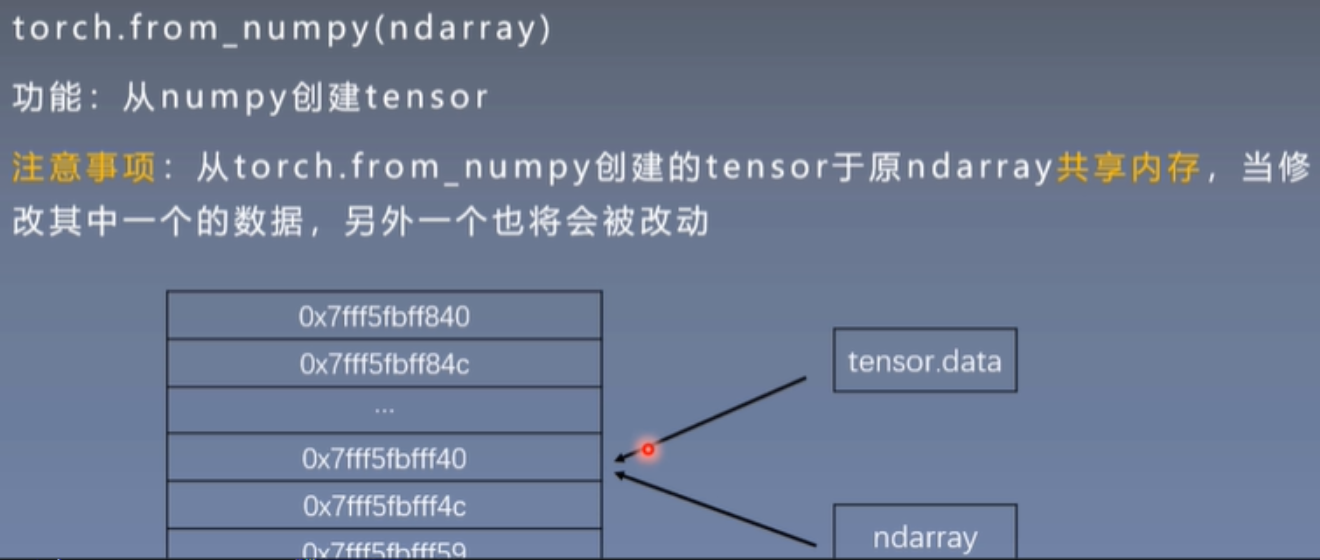 torch.from_numpy(ndarray)
功能：从numpy创建tensor
注意事项：从torch.from_numpy创建的tensor于原ndarray共享内存，当修
改其中一个的数据，另外一个也将会被改动
0x7fff5fbff840
0x7fff5fbff84c
...
tensor.data
0x7fff5fbfff40
0x7fff5fbfff4c
0x7fff5fbfff59
ndarray